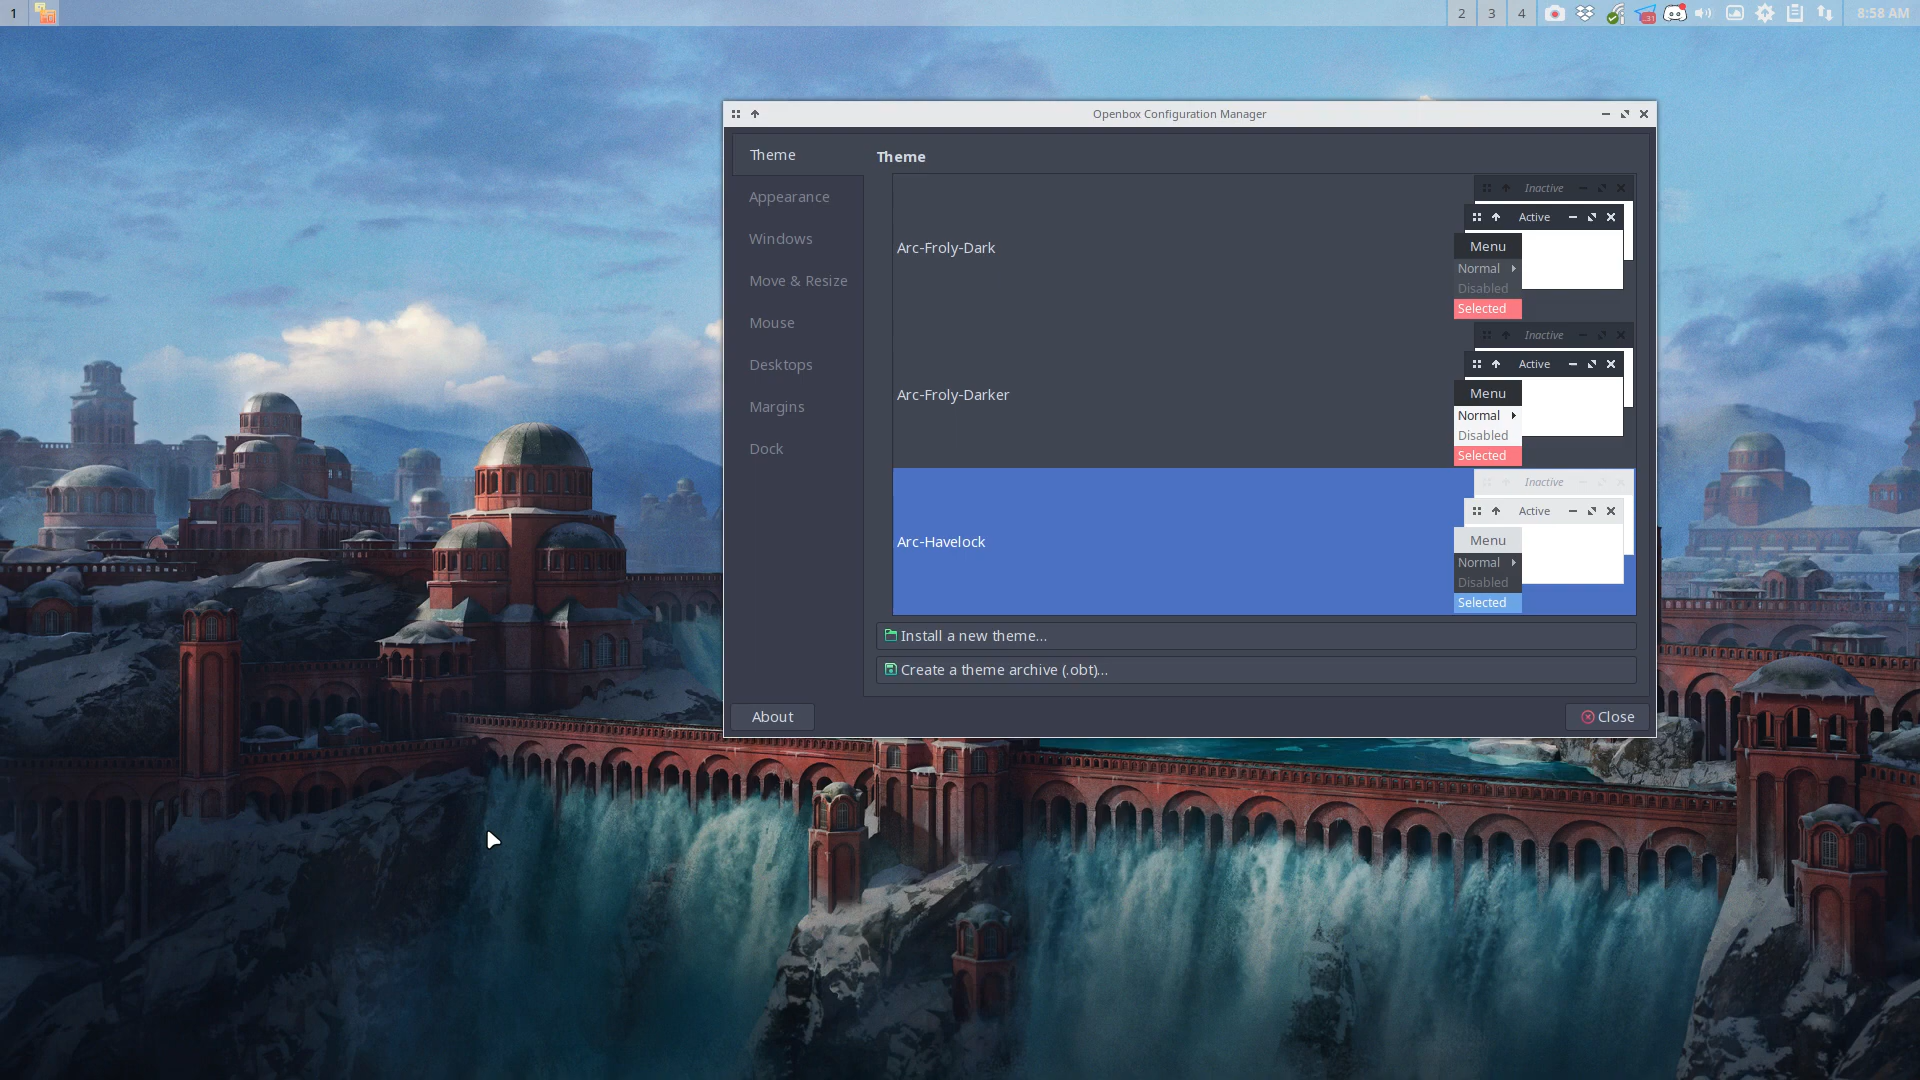 1
2 3 4
31
8:58 AM
Openbox Configuration Manager
Theme
Appearance
Windows
Move & Resize
Mouse
Desktops
Margins
Dock
Theme
Arc-Froly-Dark
Inactive
Active
Menu
Normal
Disabled
Selected
Arc-Froly-Darker
Inactive
Active
Menu
Normal
Disabled
Selected
Arc-Havelock
Inactive
Active
Menu
Normal
Disabled
Selected
Install a new theme...
Create a theme archive (.obt)...
About
Close